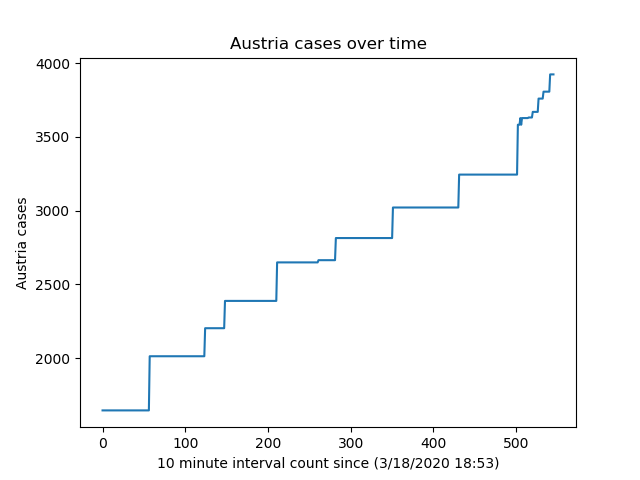 Austria cases over time
4000
3500
3000
2500
2000
Austria cases
0 100 200 300 400 500
10 minute interval count since (3/18/2020 18:53)